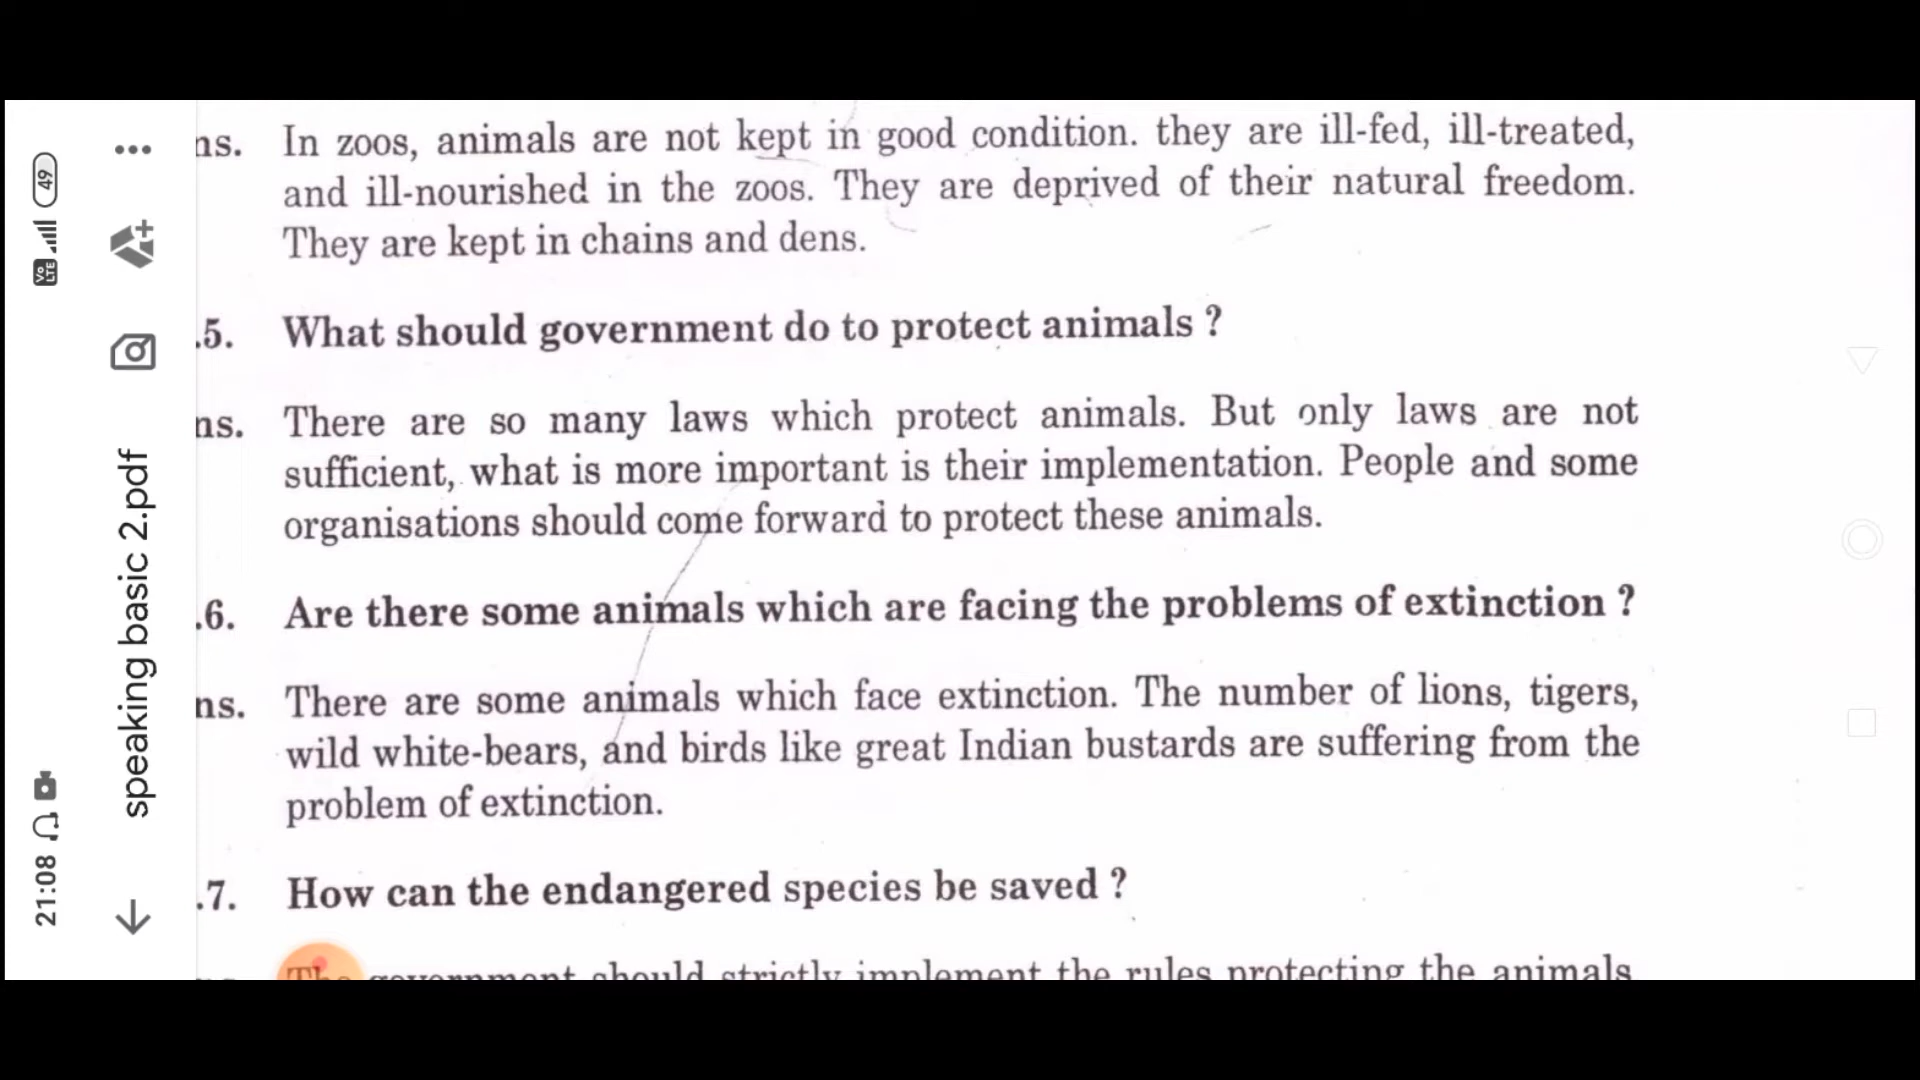 ns. In zoos, animals are not kept in good condition. they are ill-fed, ill-treated,
and ill-nourished in the zoos. They are deprived of their natural freedom.
They are kept in chains and dens.
.5. What should government do to protect animals ?
ns. There are so many laws which protect animals. But only laws are not
sufficient, what is more important is their implementation. People and some
organisations should come forward to protect these animals.
.6. Are there some animals which are facing the problems of extinction ?
ns. There are some animals which face extinction. The number of lions, tigers,
wild white-bears, and birds like great Indian bustards are suffering from the
problem of extinction.
.7. How can the endangered species be saved ?
The government should strictly implement the rules protecting the animals
speaking basic 2.pdf
21:08
49
Vo LTE